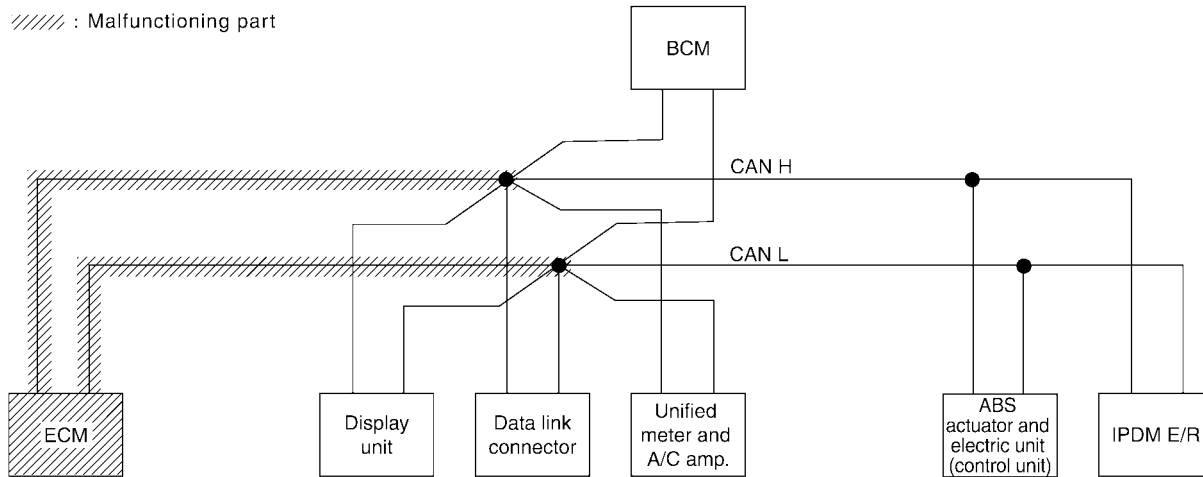 : Malfunctioning part
BCM
CAN H
CAN L
ECM
Display
unit
Data link
connector
Unified
meter and
A/C amp.
ABS
actuator and
electric unit
(control unit)
IPDM E/R